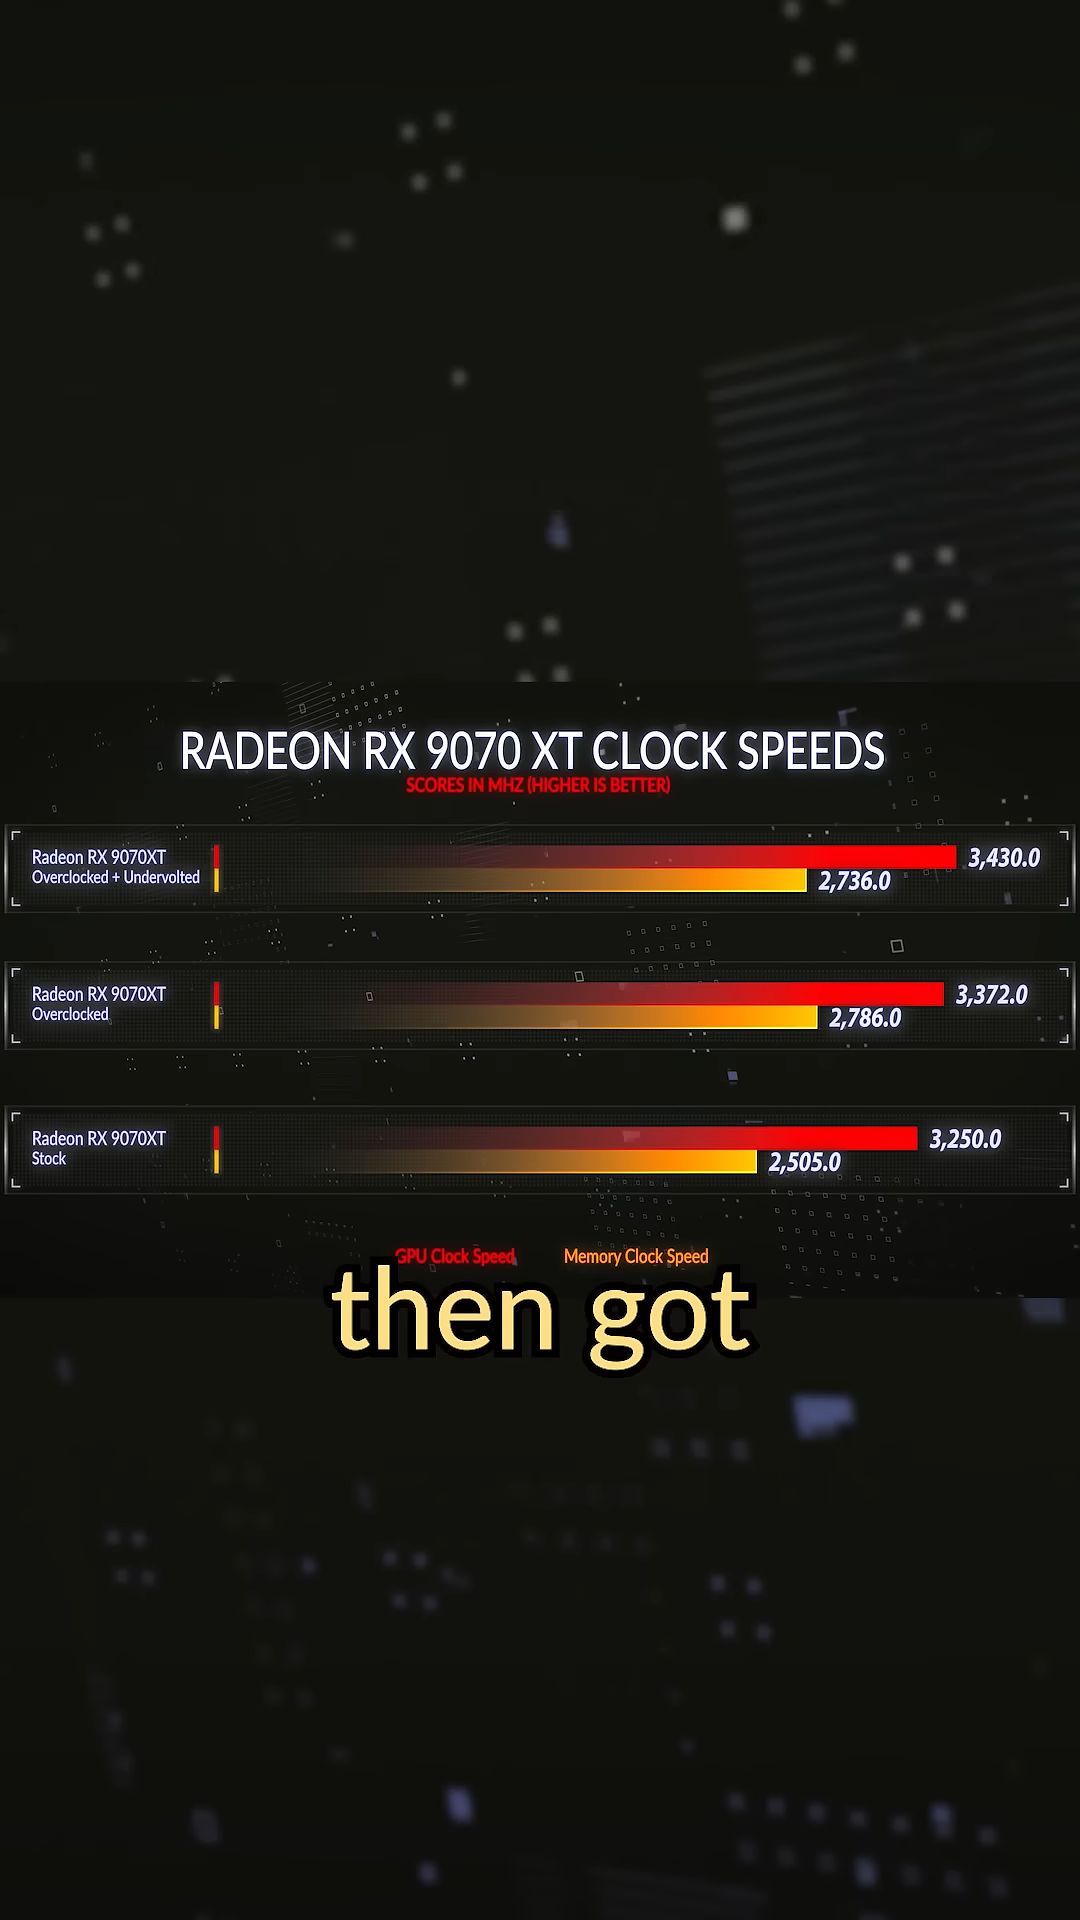 RADEON RX 9070 XT CLOCK SPEEDS
SCORES IN MHZ (HIGHER IS BETTER)
Radeon RX 9070XT
Overclocked + Undervolted
3,430.0
2,736.0
Radeon RX 9070XT
Overclocked
3,372.0
2,786.0
Radeon RX 9070XT
Stock
3,250.0
2,505.0
GPU Clock Speed Memory Clock Speed
then got